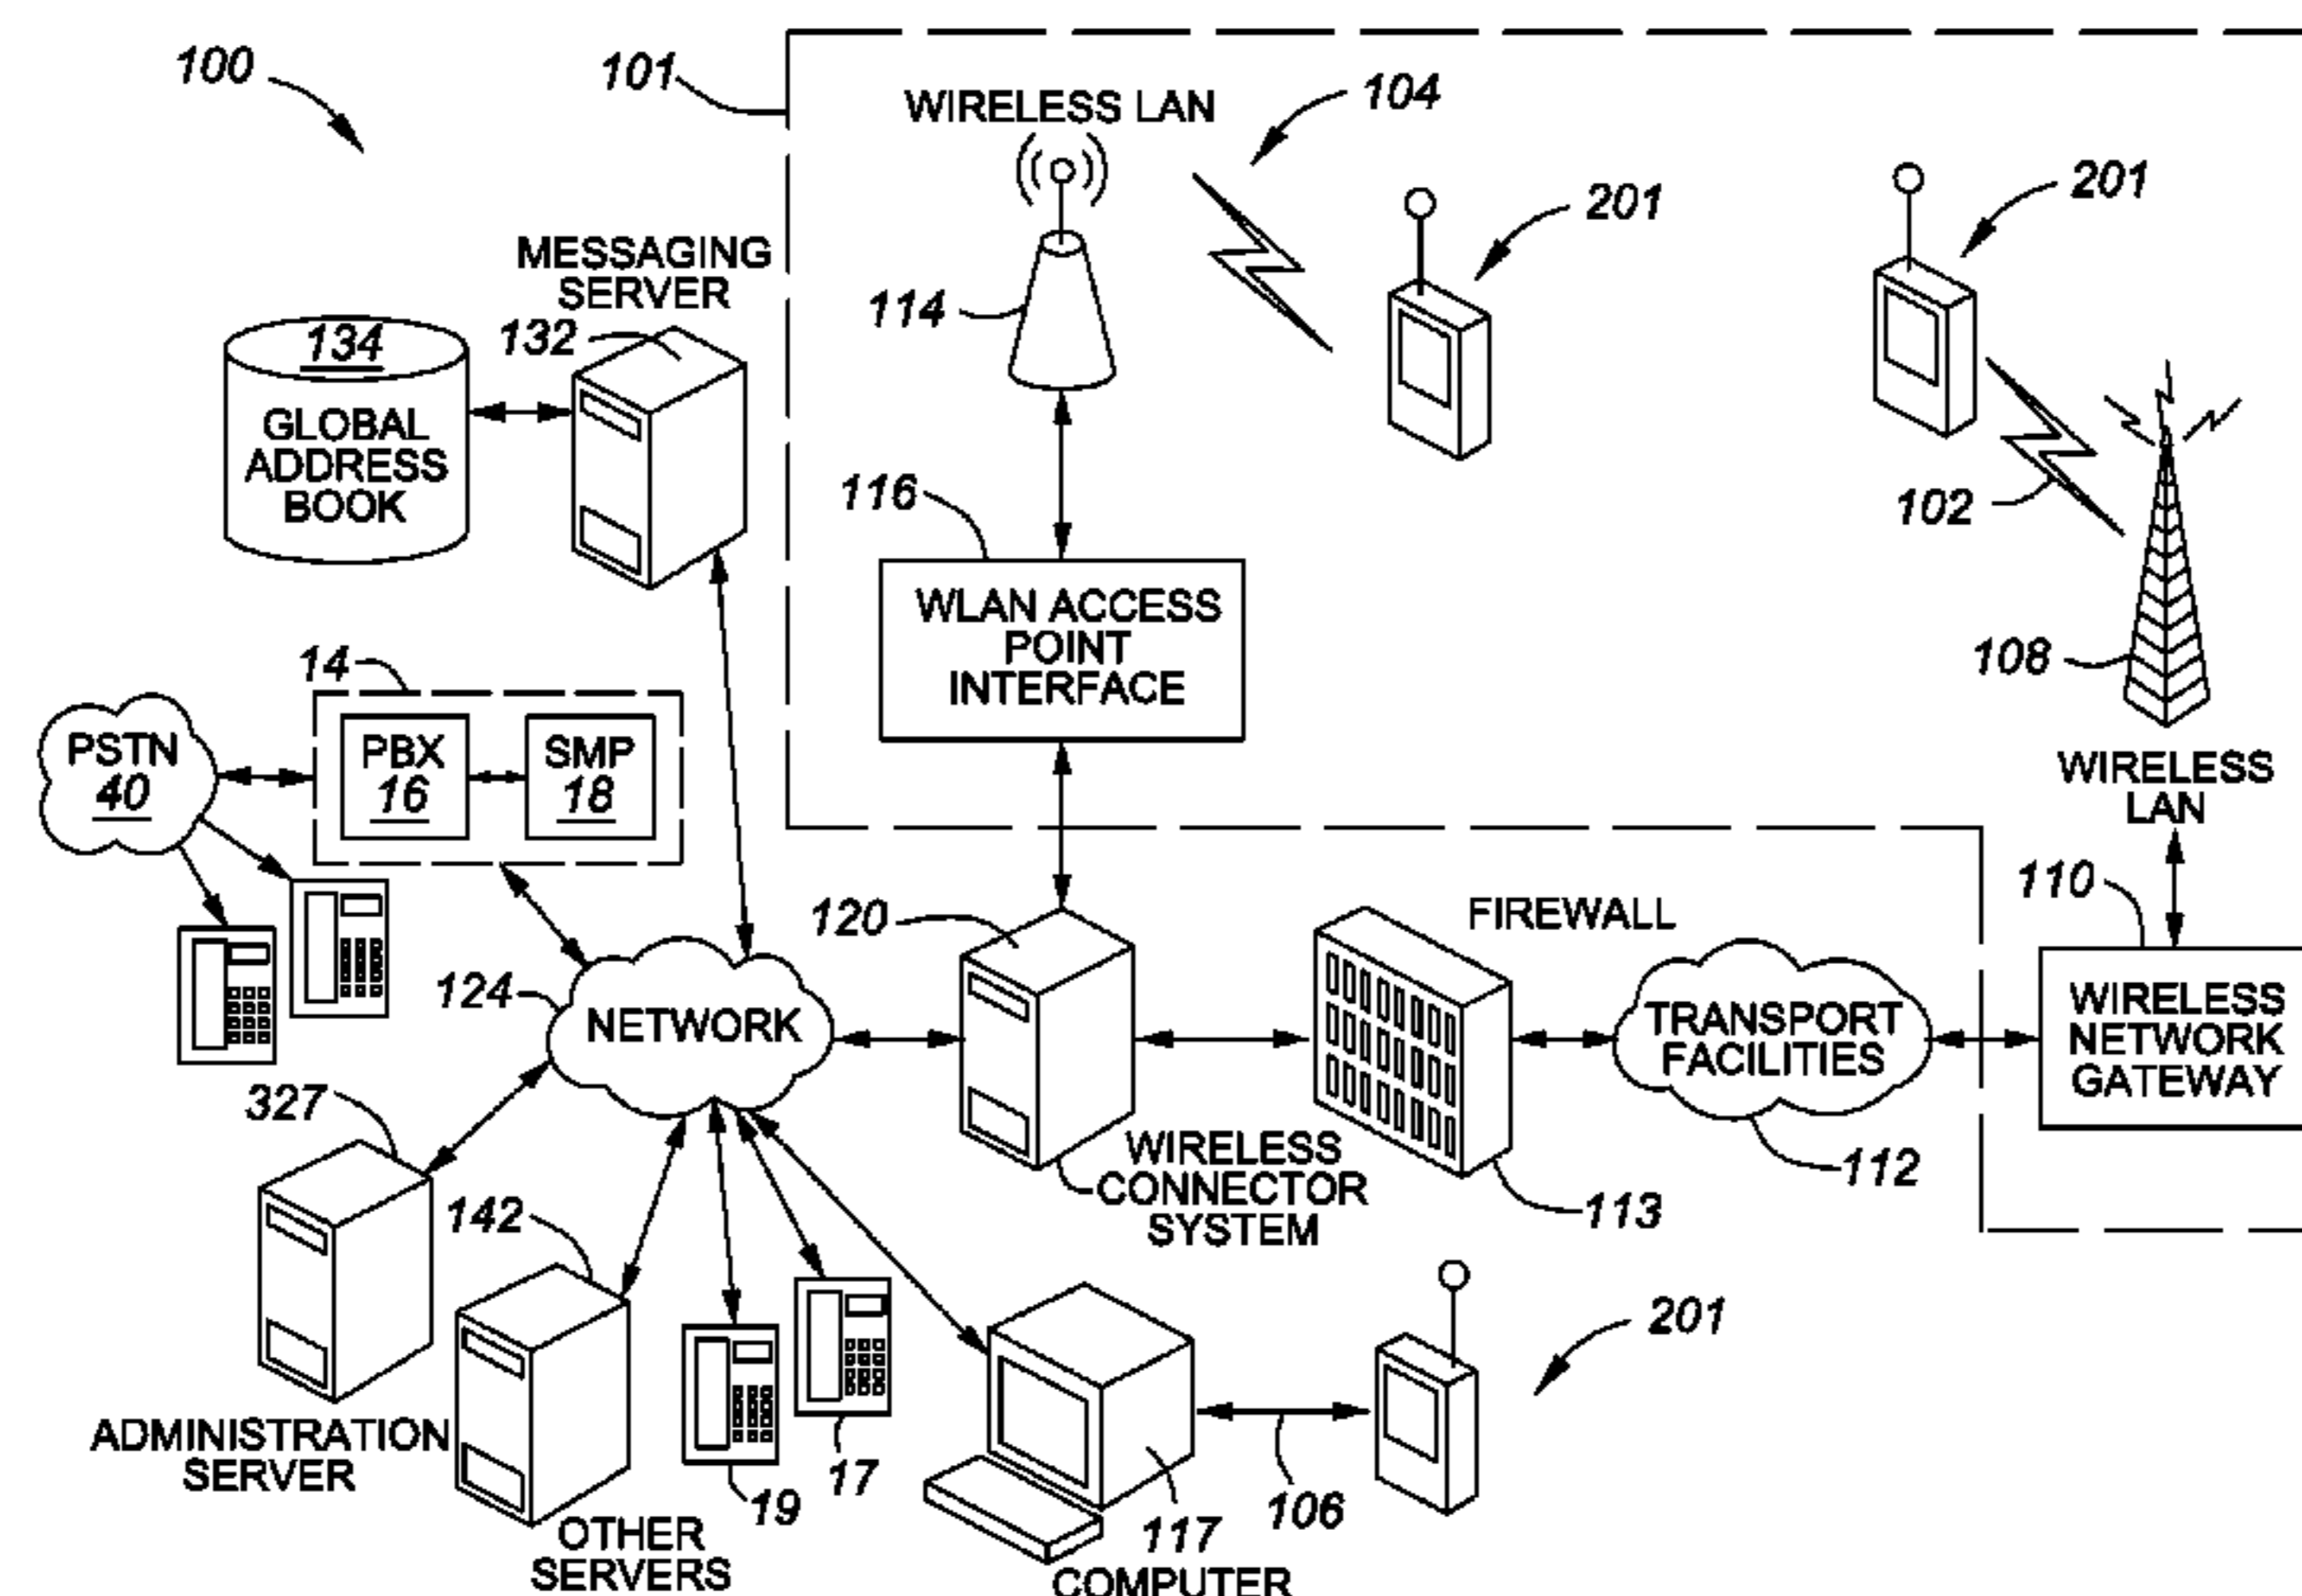 100
101
WIRELESS LAN
104
201
201
MESSAGING
SERVER
114
132
134
GLOBAL
ADDRESS
BOOK
116
102
WLAN ACCESS
POINT
INTERFACE
108
14
PSTN
40
PBX
16
SMP
18
WIRELESS
LAN
110
120
FIREWALL
124
NETWORK
TRANSPORT
FACILITIES
WIRELESS
NETWORK
GATEWAY
327
WIRELESS
CONNECTOR
SYSTEM
112
113
142
201
ADMINISTRATION
SERVER
17
19
106
117
OTHER
SERVERS
COMPUTER